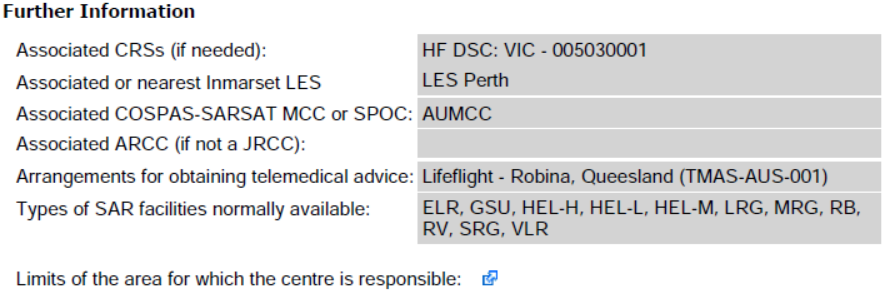 Further Information
Associated CRSs (if needed): HF DSC: VIC - 005030001
Associated or nearest Inmarset LES LES Perth
Associated COSPAS-SARSAT MCC or SPOC: AUMCC
Associated ARCC (if not a JRCC):
Arrangements for obtaining telemedical advice: Lifeflight - Robina, Queesland (TMAS-AUS-001)
Types of SAR facilities normally available: ELR, GSU, HEL-H, HEL-L, HEL-M, LRG, MRG, RB,
RV, SRG, VLR
Limits of the area for which the centre is responsible: